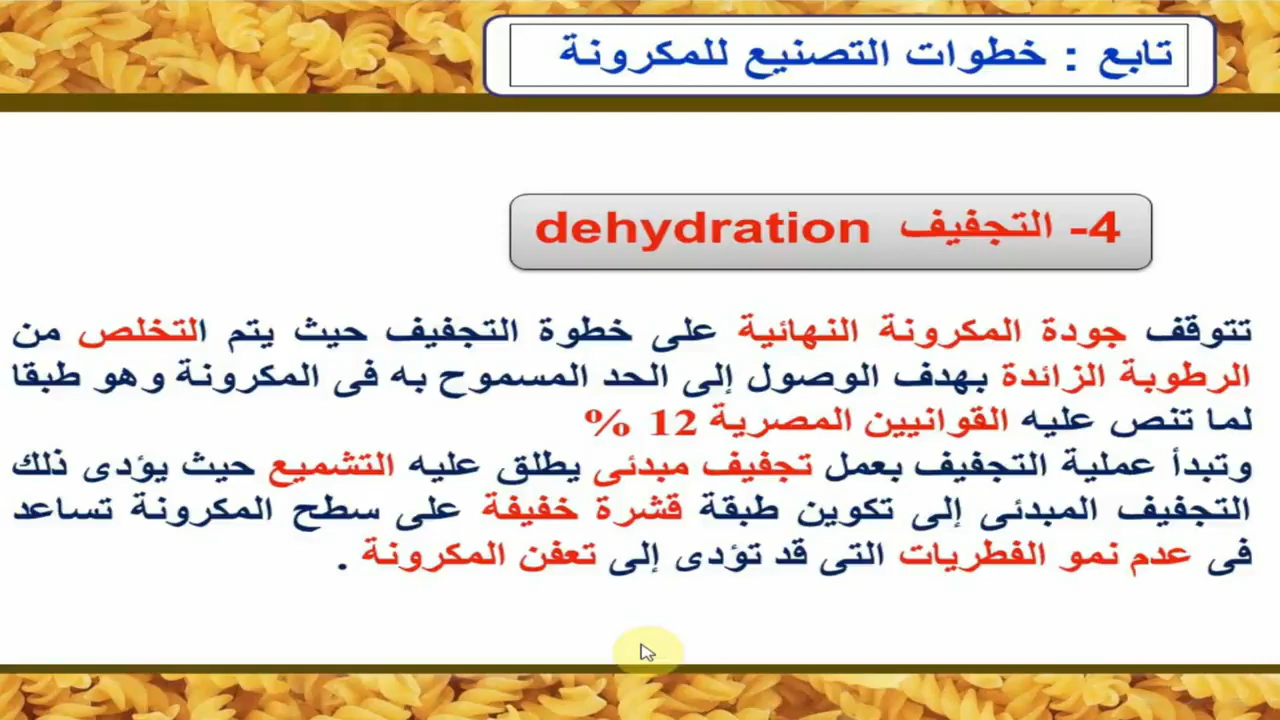 تابع : خطوات التصنيع للمكرونة
4- التجفيف dehydration
تتوقف جودة المكرونة النهائية على خطوة التجفيف حيث يتم التخلص من
الرطوبة الزائدة بهدف الوصول إلى الحد المسموح به فى المكرونة وهو طبقا
لما تنص عليه القوانيين المصرية 12 %
وتبدأ عملية التجفيف بعمل تجفيف مبدئى يطلق عليه التشميع حيث يؤدى ذلك
التجفيف المبدئى إلى تكوين طبقة قشرة خفيفة على سطح المكرونة تساعد
فى عدم نمو الفطريات التى قد تؤدى إلى تعفن المكرونة .